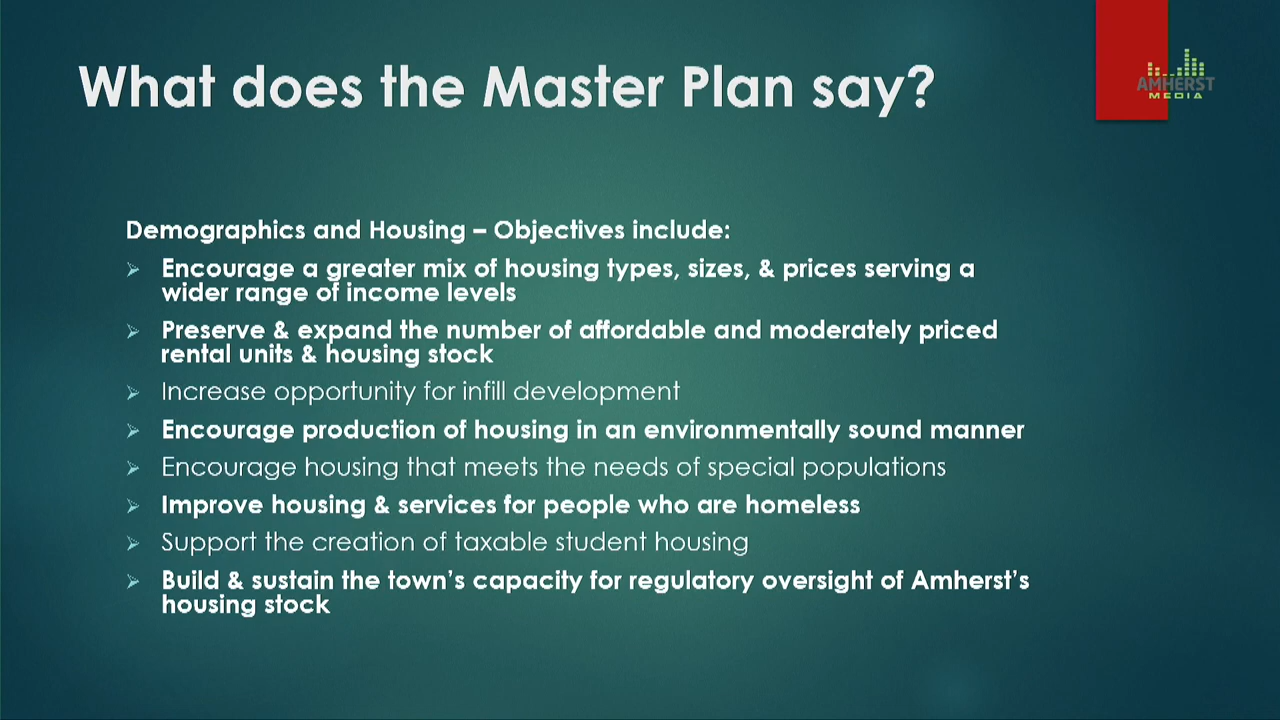 What does the Master Plan say?
AMHERST
MEDIA
Demographics and Housing – Objectives include:
Encourage a greater mix of housing types, sizes, & prices serving a
wider range of income levels
Preserve & expand the number of affordable and moderately priced
rental units & housing stock
Increase opportunity for infill development
Encourage production of housing in an environmentally sound manner
Encourage housing that meets the needs of special populations
Improve housing & services for people who are homeless
Support the creation of taxable student housing
Build & sustain the town's capacity for regulatory oversight of Amherst's
housing stock